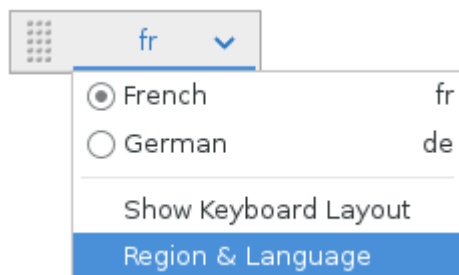 fr
French fr
German de
Show Keyboard Layout
Region & Language